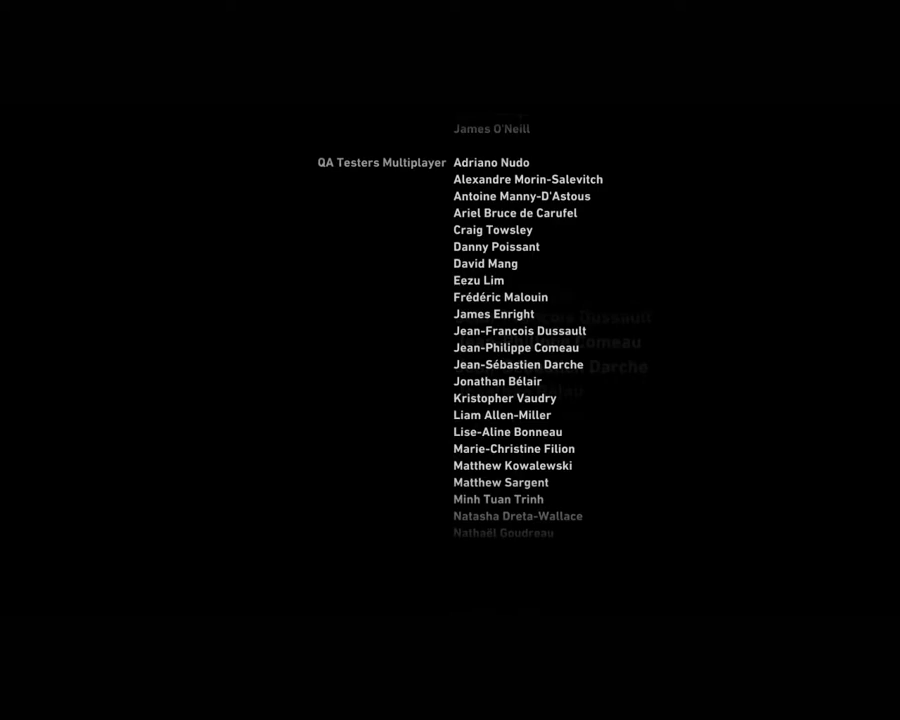 James O'Neill
QA Testers Multiplayer Adriano Nudo
Alexandre Morin-Salevitch
Antoine Manny-D'Astous
Ariel Bruce de Carufel
Craig Towsley
Danny Poissant
David Mang
Eezu Lim
Frédéric Malouin
James Enright
Jean-Francois Dussault
Jean-Philippe Comeau
Jean-Sébastien Darche
Jonathan Bélair
Kristopher Vaudry
Liam Allen-Miller
Lise-Aline Bonneau
Marie-Christine Filion
Matthew Kowalewski
Matthew Sargent
Minh Tuan Trinh
Natasha Dreta-Wallace
Nathaël Goudreau